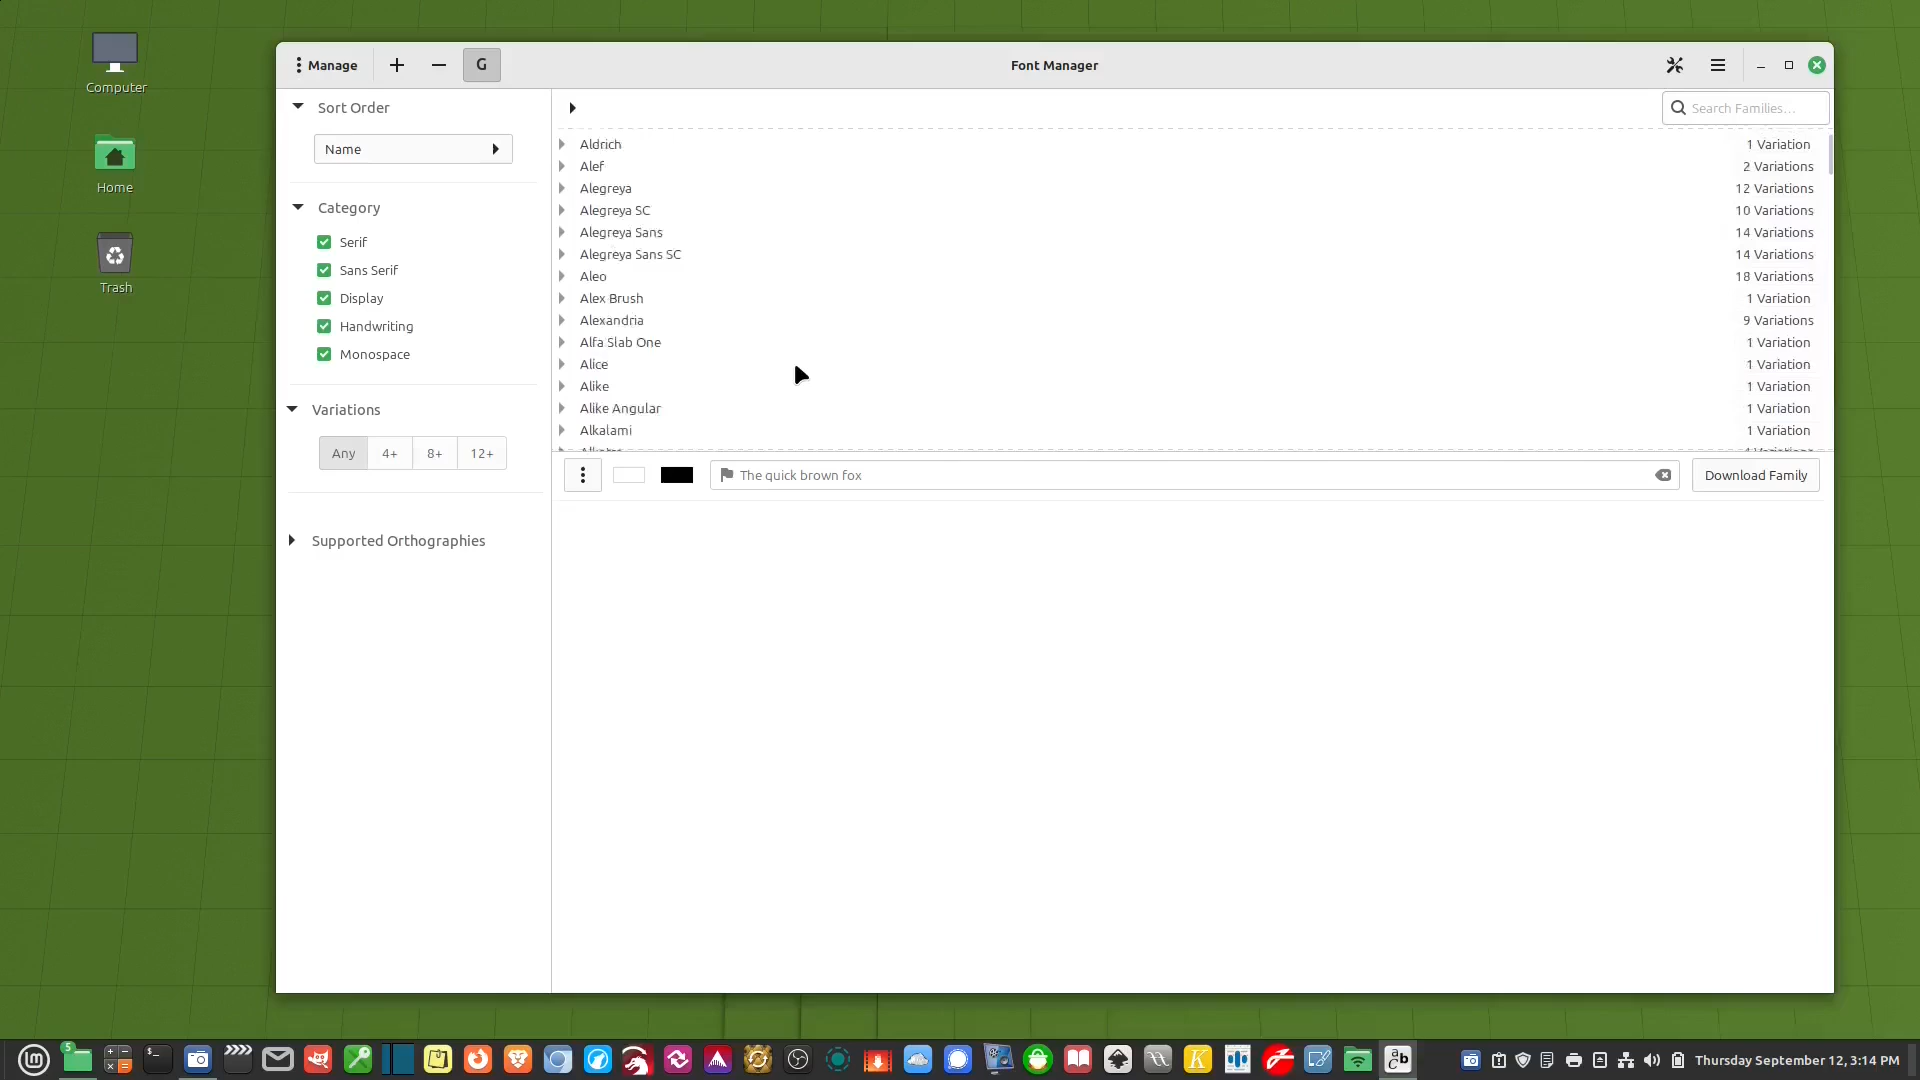 Computer
Home
Trash
Manage
G
Font Manager
Sort Order
Name
Category
Serif
Sans Serif
Display
Handwriting
Monospace
Variations
Any 4+ 8+ 12+
Supported Orthographies
Search Families...
Aldrich 1 Variation
Alef 2 Variations
Alegreya 12 Variations
Alegreya SC 10 Variations
Alegreya Sans 14 Variations
Alegreya Sans SC 14 Variations
Aleo 18 Variations
Alex Brush 1 Variation
Alexandria 9 Variations
Alfa Slab One 1 Variation
Alice 1 Variation
Alike 1 Variation
Alike Angular 1 Variation
Alkalami 1 Variation
The quick brown fox
Download Family
Thursday September 12, 3:14 PM